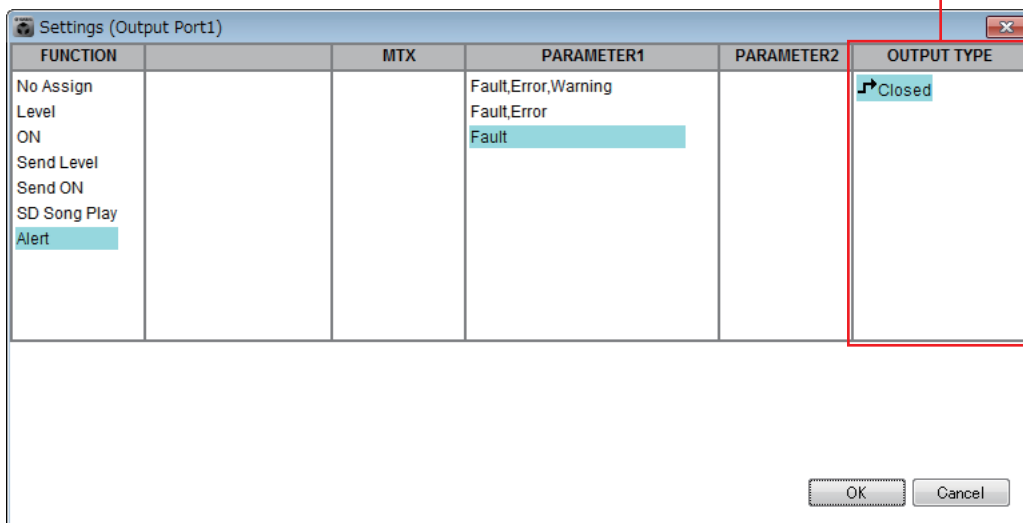 Settings (Output Port1)
FUNCTION MTX PARAMETER1 PARAMETER2 OUTPUT TYPE
No Assign Fault,Error,Warning Closed
Level Fault,Error
ON Fault
Send Level
Send ON
SD Song Play
Alert
OK Cancel